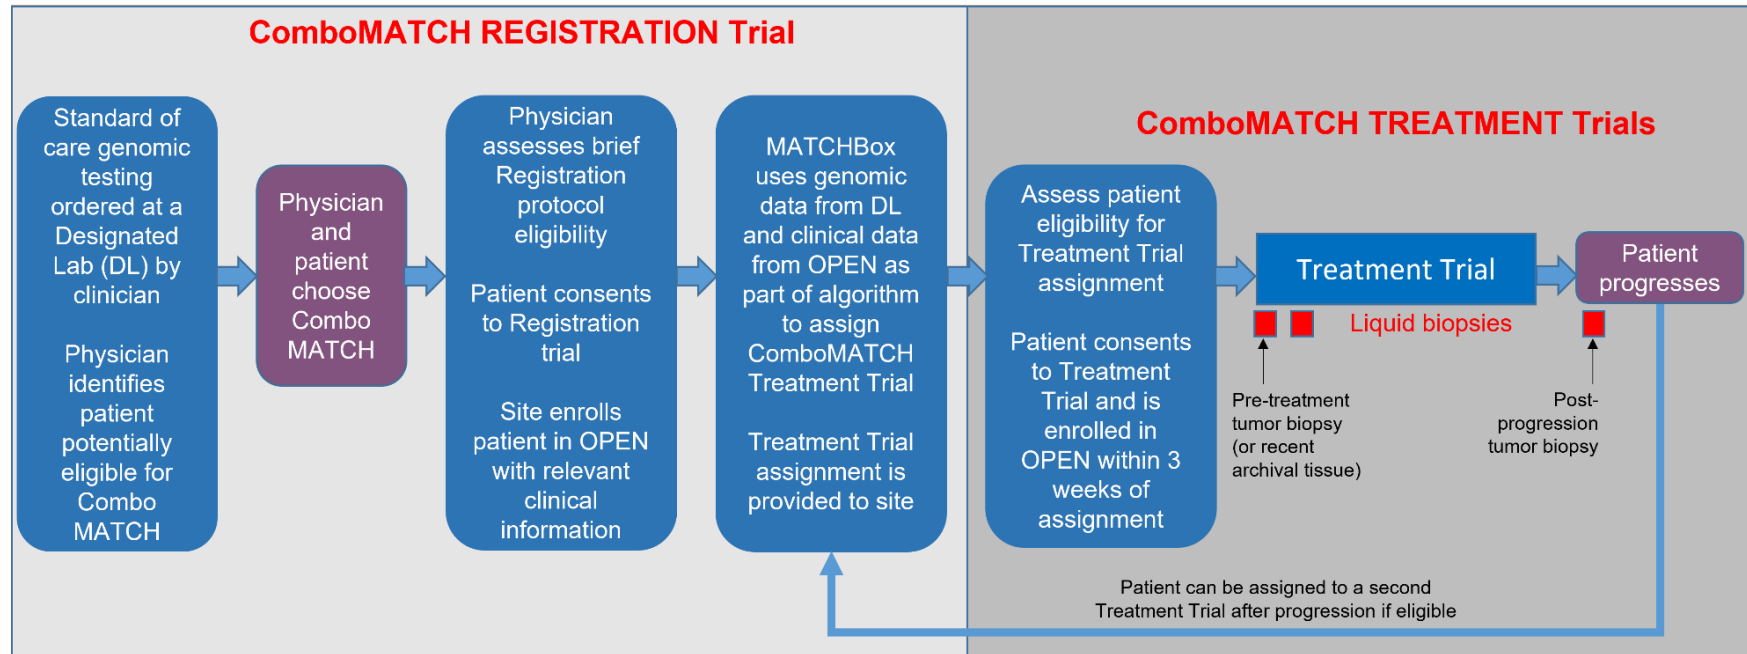 ComboMATCH REGISTRATION Trial
Standard of
care genomic
testing
ordered at a
Designated
Lab (DL) by
clinician
Physician
identifies
patient
potentially
eligible for
Combo
MATCH
Physician
and
patient
choose
Combo
MATCH
Physician
assesses brief
Registration
protocol
eligibility
Patient consents
to Registration
trial
Site enrolls
patient in OPEN
with relevant
clinical
information
MATCHBox
uses genomic
data from DL
and clinical data
from OPEN as
part of algorithm
to assign
ComboMATCH
Treatment Trial
Treatment Trial
assignment is
provided to site
ComboMATCH TREATMENT Trials
Assess patient
eligibility for
Treatment Trial
assignment
Patient consents
to Treatment
Trial and is
enrolled in
OPEN within 3
weeks of
assignment
Treatment Trial
Patient
progresses
Liquid biopsies
Pre-treatment
tumor biopsy
(or recent
archival tissue)
Post-
progression
tumor biopsy
Patient can be assigned to a second
Treatment Trial after progression if eligible